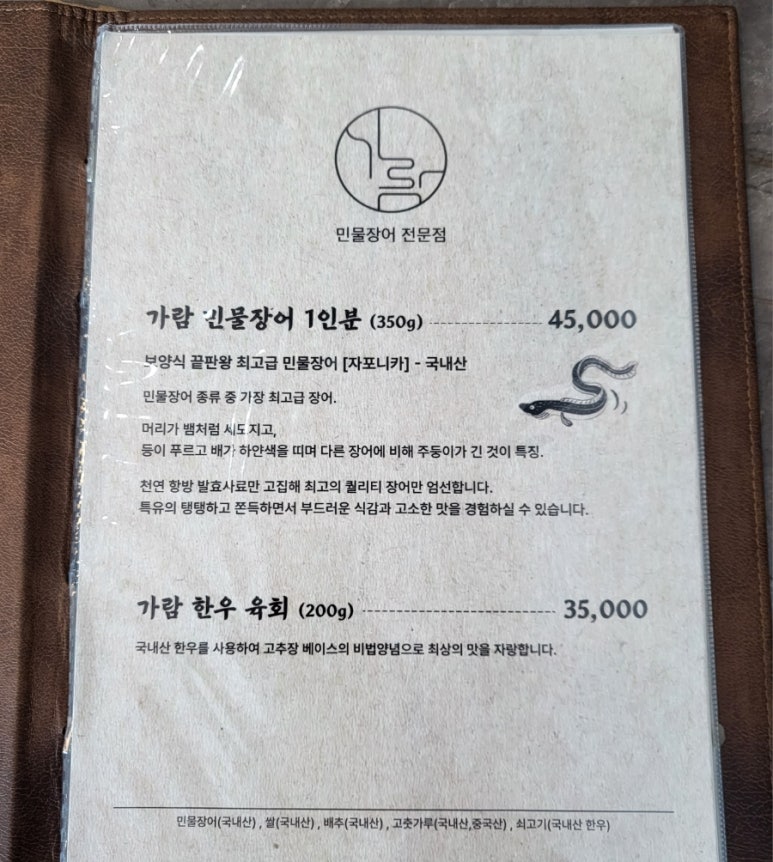 가람
민물장어 전문점
가람 민물장어 1인분 (350g) 45,000
보양식 끝판왕 최고급 민물장어 [자포니카] - 국내산
민물장어 종류 중 가장 최고급 장어.
머리가 뱀처럼 세모지고,
등이 푸르고 배가 하얀색을 띠며 다른 장어에 비해 주둥이가 긴 것이 특징.
천연 항방 발효사료만 고집해 최고의 퀄리티 장어만 엄선합니다.
특유의 탱탱하고 쫀득하면서 부드러운 식감과 고소한 맛을 경험하실 수 있습니다.
가람 한우 육회 (200g) 35,000
국내산 한우를 사용하여 고추장 베이스의 비법양념으로 최상의 맛을 자랑합니다.
민물장어(국내산) , 쌀(국내산) , 배추(국내산) , 고춧가루(국내산,중국산) , 쇠고기(국내산 한우)